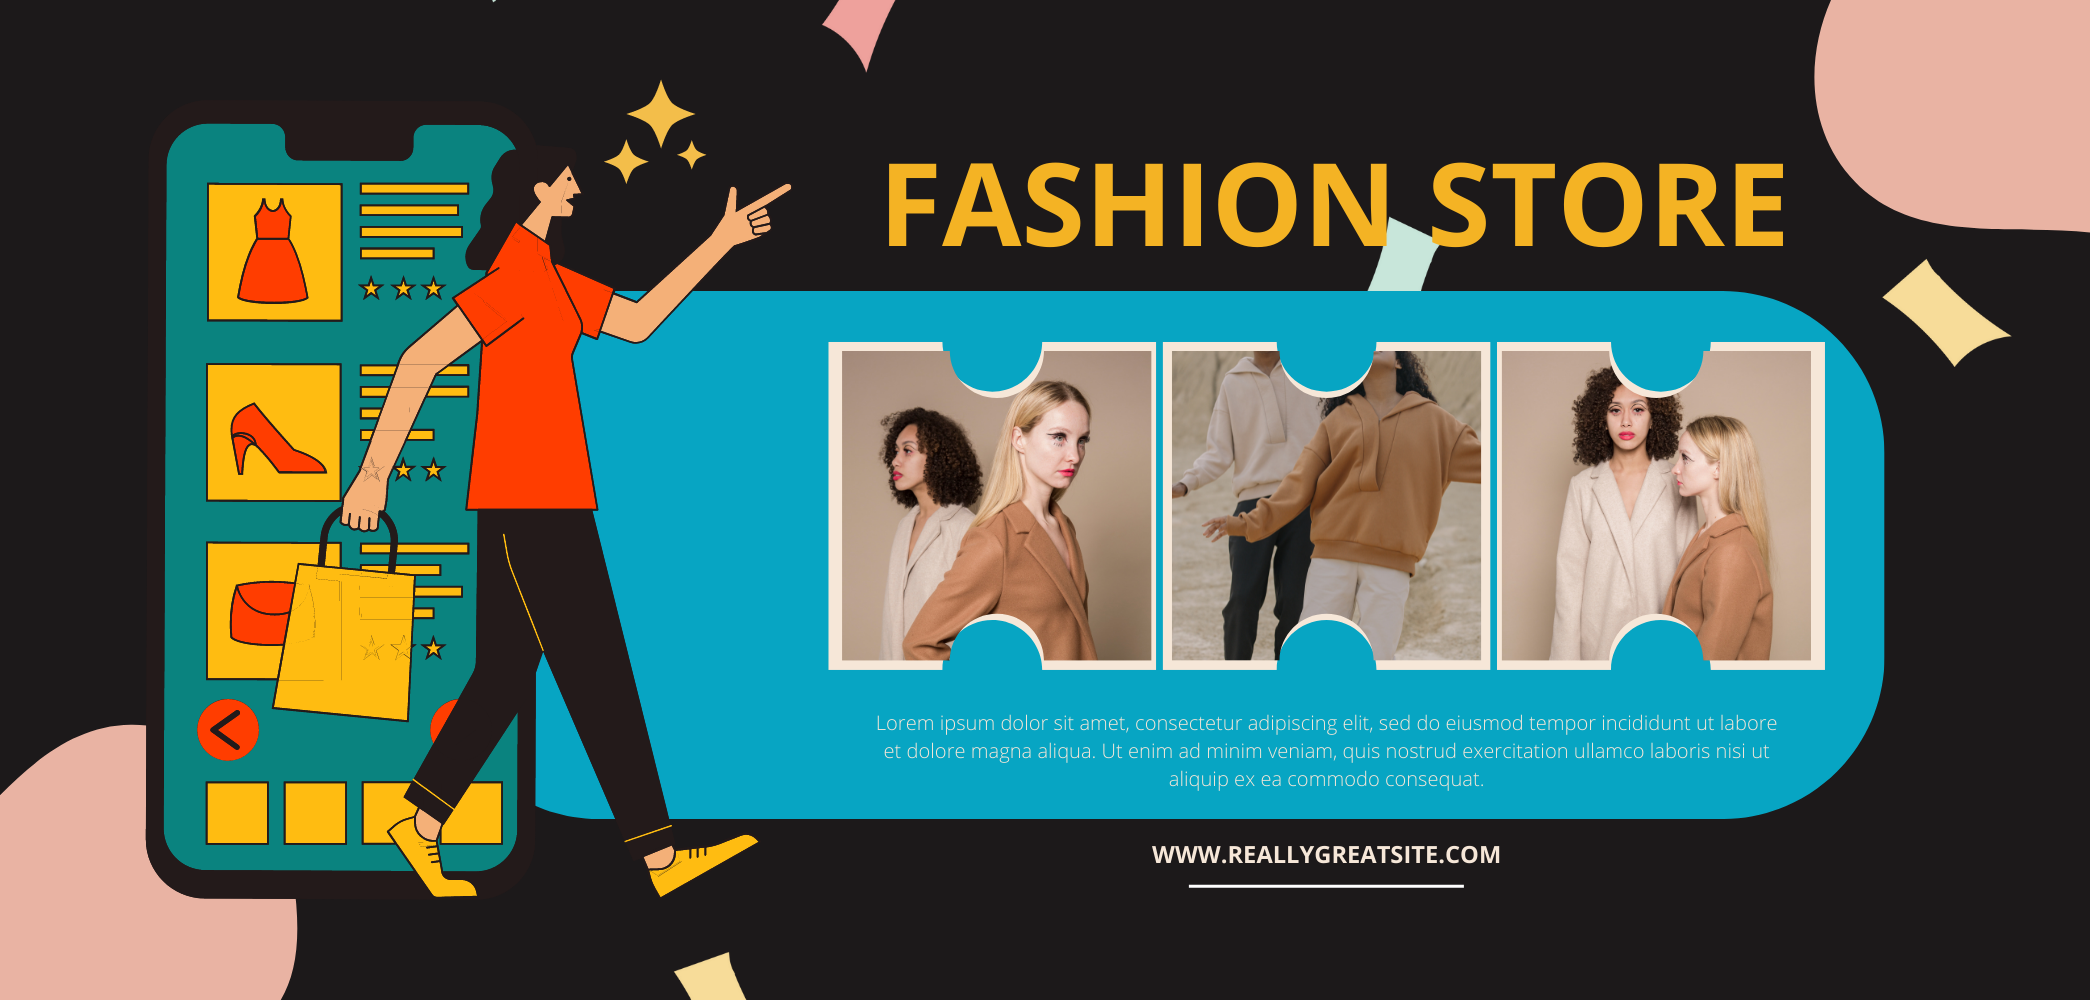 FASHION STORE
Lorem ipsum dolor sit amet, consectetur adipiscing elit, sed do eiusmod tempor incididunt ut labore
et dolore magna aliqua. Ut enim ad minim veniam, quis nostrud exercitation ullamco laboris nisi ut
aliquip ex ea commodo consequat.
WWW.REALLYGREATSITE.COM